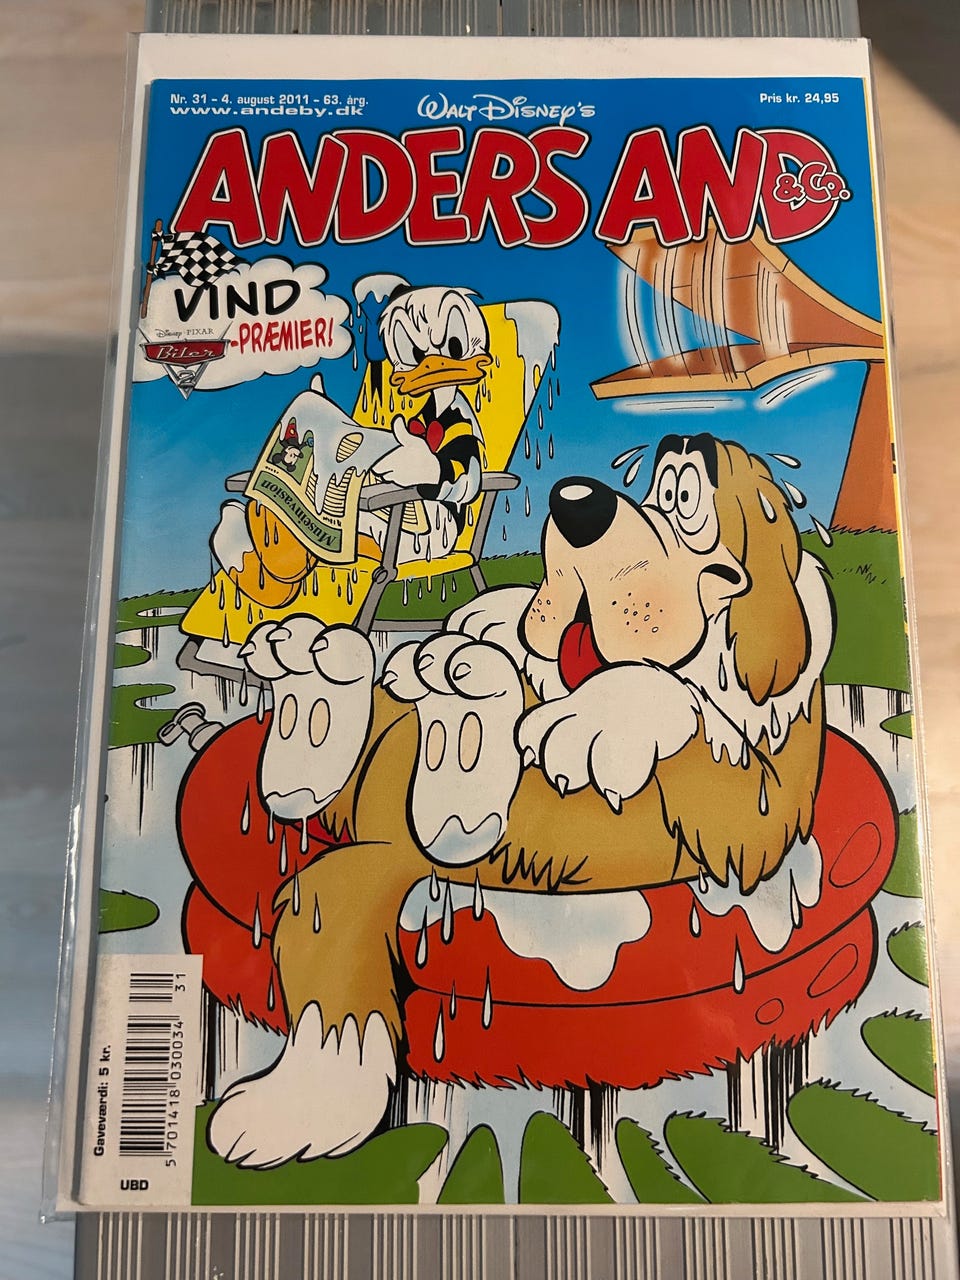 Nr. 31 - 4. august 2011 - 63. årg.
www.andeby.dk
WALT DISNEY'S
Pris kr. 24,95
ANDERS AND
& Co.
VIND
DISNEY · PIXAR
Biler
2
-PRÆMIER!
Museinvasion
31
5 701418 030034
Gaveværdi: 5 kr.
UBD